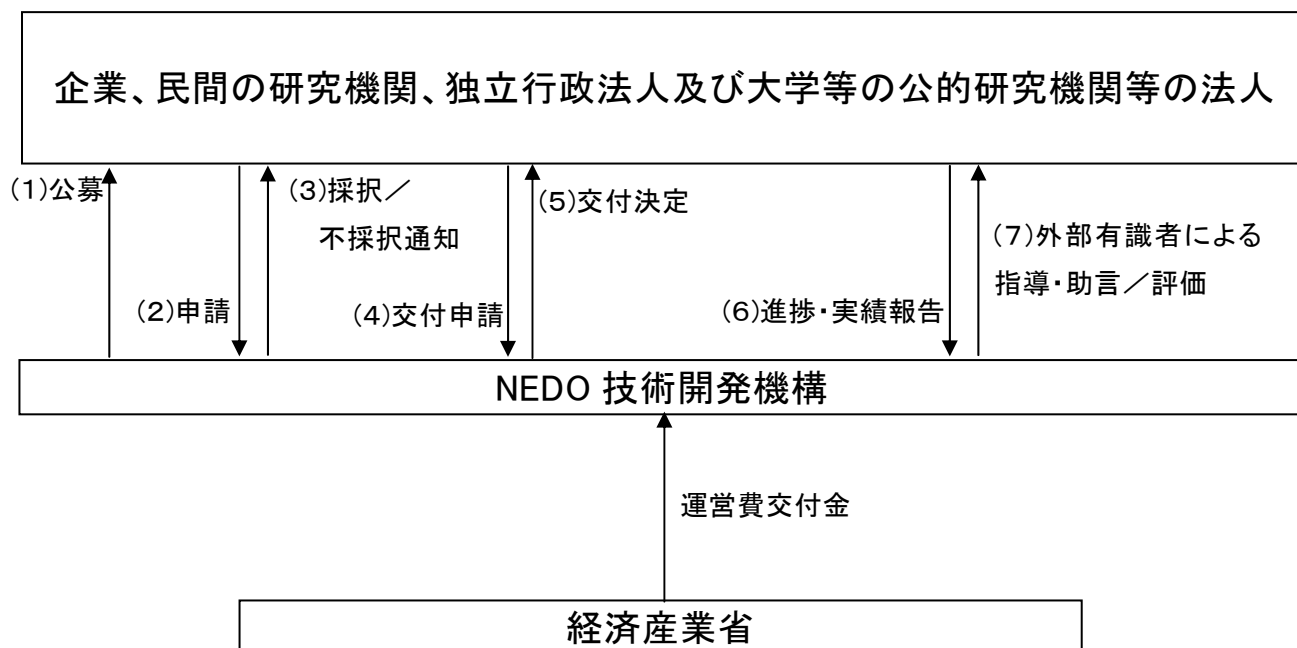 企業、民間の研究機関、独立行政法人及び大学等の公的研究機関等の法人
(1)公募
(2)申請
(3)採択／
不採択通知
(4)交付申請
(5)交付決定
(6)進捗・実績報告
(7)外部有識者による
指導・助言／評価
NEDO 技術開発機構
運営費交付金
経済産業省